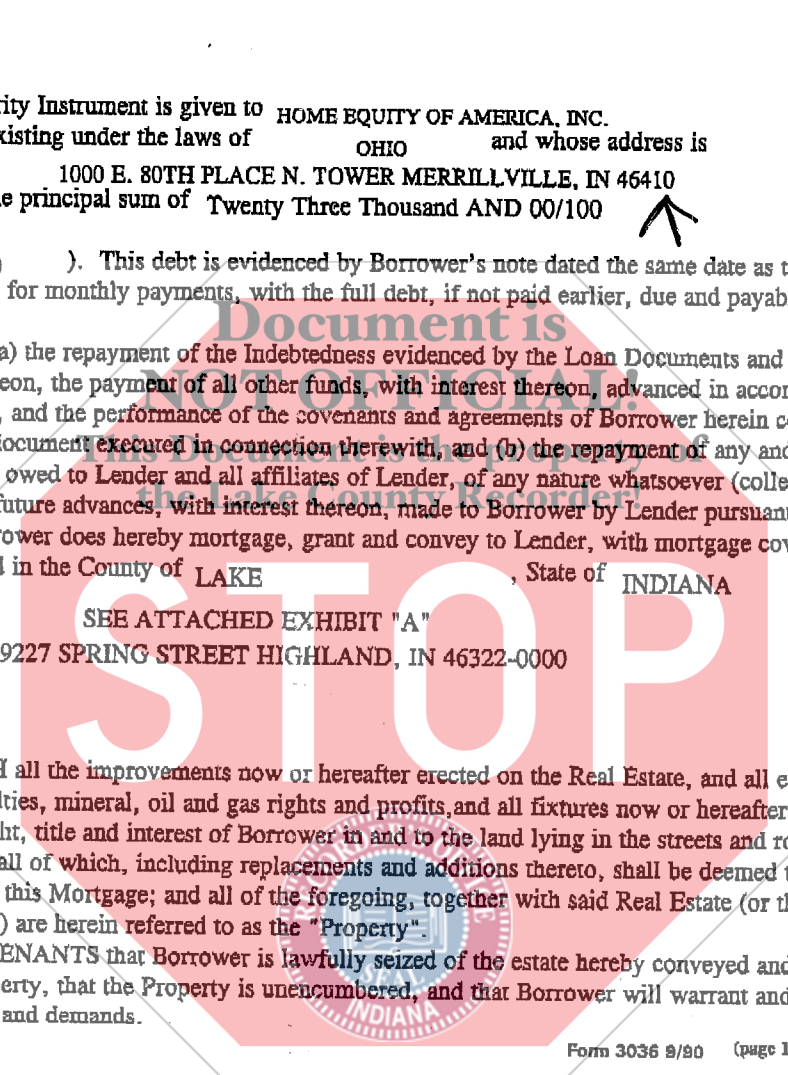 rity Instrument is given to HOME EQUITY OF AMERICA, INC.
xisting under the laws of OHIO and whose address is
1000 E. 80TH PLACE N. TOWER MERRILLVILLE, IN 46410
e principal sum of Twenty Three Thousand AND 00/100
). This debt is evidenced by Borrower's note dated the same date as t
for monthly payments, with the full debt, if not paid earlier, due and payab
Document is
a) the repayment of the Indebtedness evidenced by the Loan Documents and
eon, the payment of all other funds, with interest thereon, advanced in accor
NOT OFFICIAL!
, and the performance of the covenants and agreements of Borrower herein c
ocument executed in connection therewith, and (b) the repayment of any and
This Document is the property of
owed to Lender and all affiliates of Lender, of any nature whatsoever (colle
the Lake County Recorder!
future advances, with interest thereon, made to Borrower by Lender pursuant
rower does hereby mortgage, grant and convey to Lender, with mortgage cov
l in the County of LAKE , State of INDIANA
SEE ATTACHED EXHIBIT "A"
9227 SPRING STREET HIGHLAND, IN 46322-0000
STOP
H all the improvements now or hereafter erected on the Real Estate, and all e
lties, mineral, oil and gas rights and profits and all fixtures now or hereafter
ht, title and interest of Borrower in and to the land lying in the streets and ro
all of which, including replacements and additions thereto, shall be deemed t
this Mortgage; and all of the foregoing, together with said Real Estate (or th
) are herein referred to as the "Property".
ENANTS that Borrower is lawfully seized of the estate hereby conveyed and
erty, that the Property is unencumbered, and that Borrower will warrant and
SEAL
INDIANA
and demands.
Form 3036 9/90 (page 1